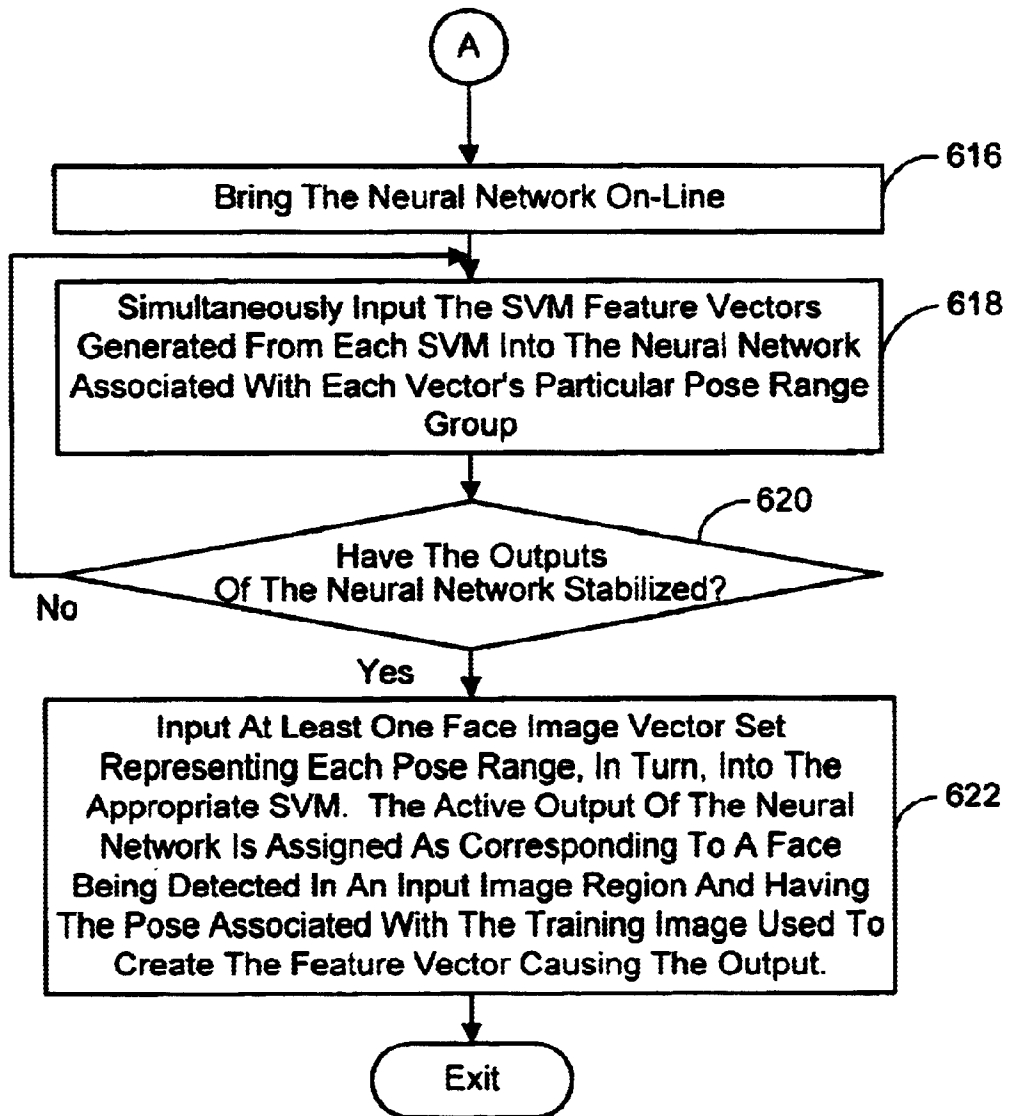 A
616
Bring The Neural Network On-Line
618
Simultaneously Input The SVM Feature Vectors
Generated From Each SVM Into The Neural Network
Associated With Each Vector's Particular Pose Range
Group
620
Have The Outputs
Of The Neural Network Stabilized?
No
Yes
622
Input At Least One Face Image Vector Set
Representing Each Pose Range, In Turn, Into The
Appropriate SVM. The Active Output Of The Neural
Network Is Assigned As Corresponding To A Face
Being Detected In An Input Image Region And Having
The Pose Associated With The Training Image Used To
Create The Feature Vector Causing The Output.
Exit